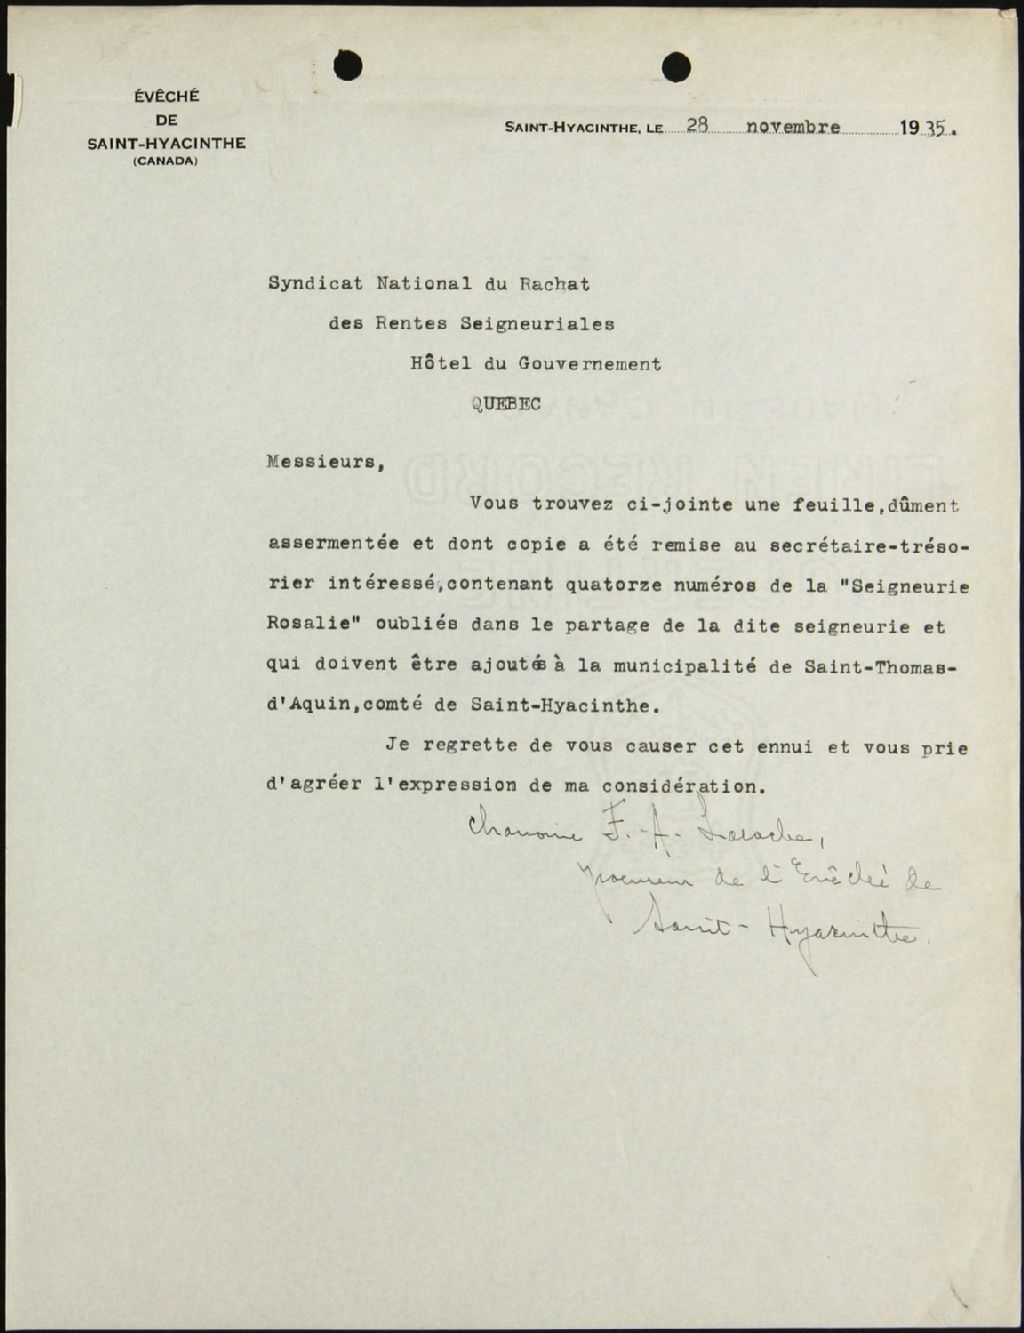 ÉVÊCHÉ
DE
SAINT-HYACINTHE
(CANADA)
SAINT-HYACINTHE, LE 28 novembre 1935.
Syndicat National du Rachat
des Rentes Seigneuriales
Hôtel du Gouvernement
QUEBEC
Messieurs,
Vous trouvez ci-jointe une feuille,dûment
assermentée et dont copie a été remise au secrétaire-tréso-
rier intéressé,contenant quatorze numéros de la "Seigneurie
Rosalie" oubliés dans le partage de la dite seigneurie et
qui doivent être ajoutés à la municipalité de Saint-Thomas-
d'Aquin,comté de Saint-Hyacinthe.
Je regrette de vous causer cet ennui et vous prie
d'agréer l'expression de ma considération.
Chanoine F.-A. Laroche,
procureur de l'Evêché de
Saint-Hyacinthe.